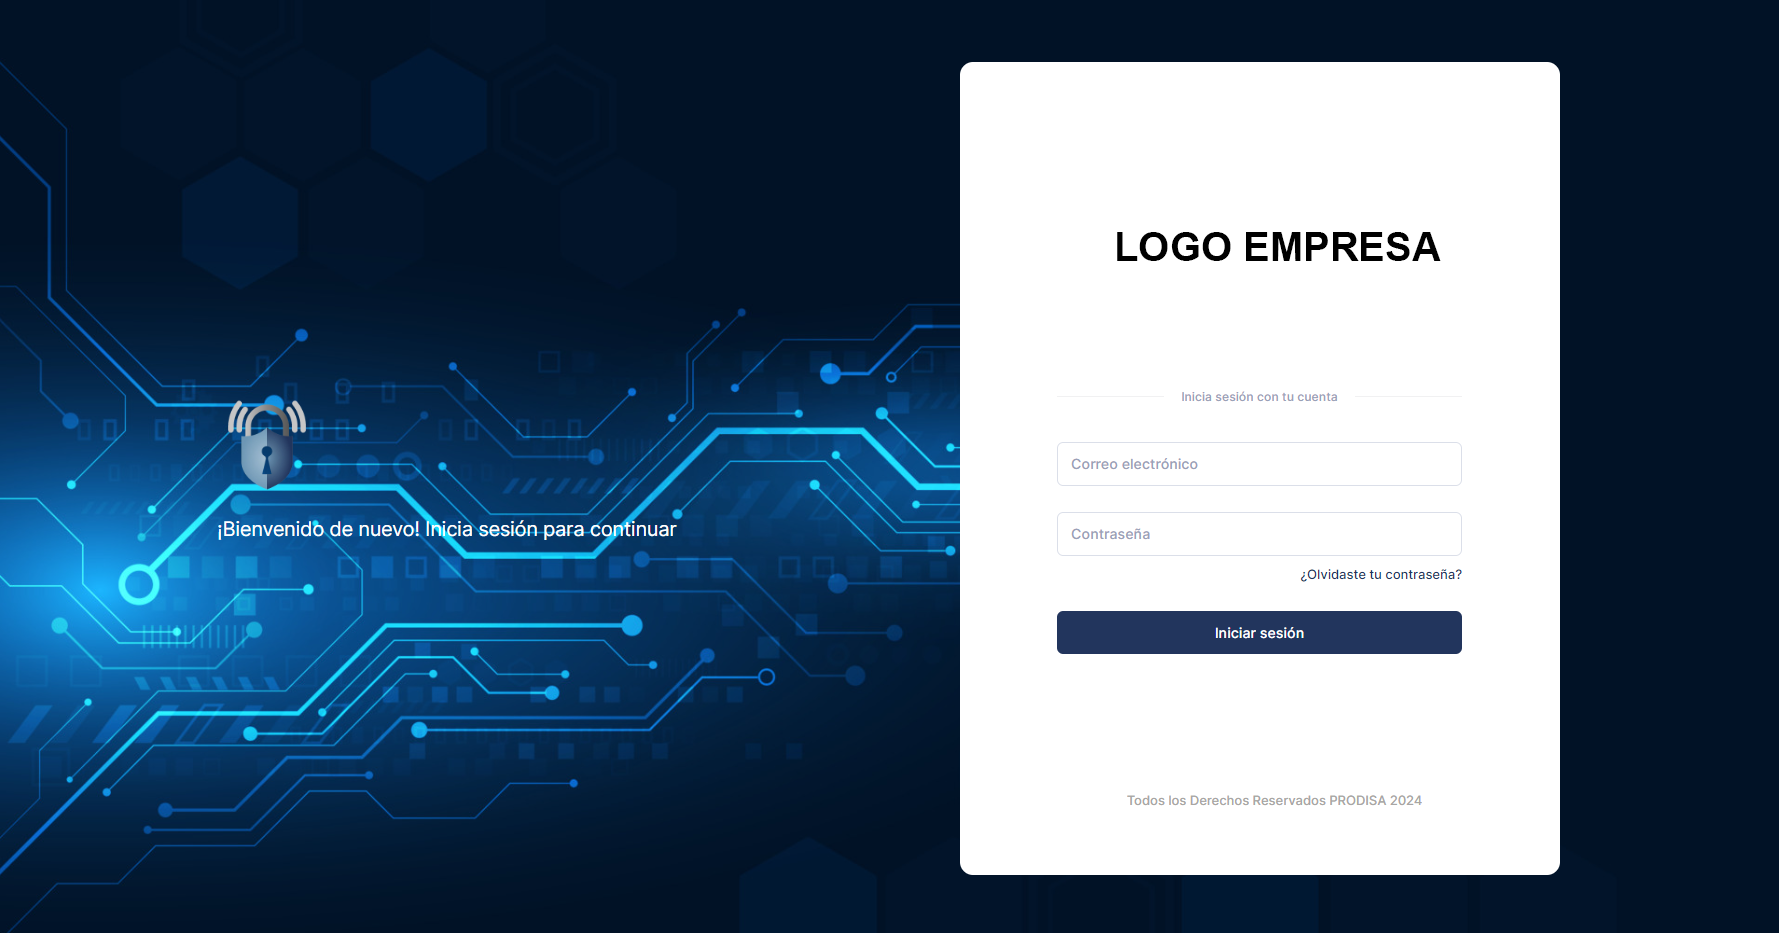 ¡Bienvenido de nuevo! Inicia sesión para continuar
LOGO EMPRESA
Inicia sesión con tu cuenta
Correo electrónico
Contraseña
¿Olvidaste tu contraseña?
Iniciar sesión
Todos los Derechos Reservados PRODISA 2024